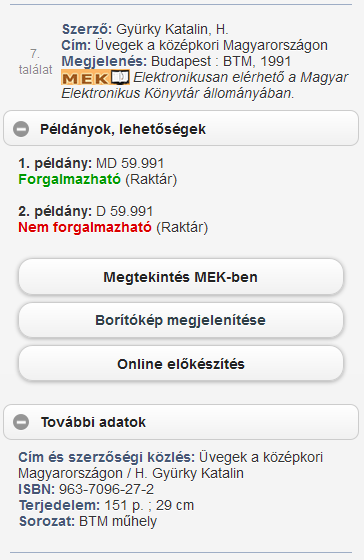 7.
találat
Szerző: Gyürky Katalin, H.
Cím: Üvegek a középkori Magyarországon
Megjelenés: Budapest : BTM, 1991
MEK Elektronikusan elérhető a Magyar
Elektronikus Könyvtár állományában.
Példányok, lehetőségek
1. példány: MD 59.991
Forgalmazható (Raktár)
2. példány: D 59.991
Nem forgalmazható (Raktár)
Megtekintés MEK-ben
Borítókép megjelenítése
Online előkészítés
További adatok
Cím és szerzőségi közlés: Üvegek a középkori
Magyarországon / H. Gyürky Katalin
ISBN: 963-7096-27-2
Terjedelem: 151 p. ; 29 cm
Sorozat: BTM műhely